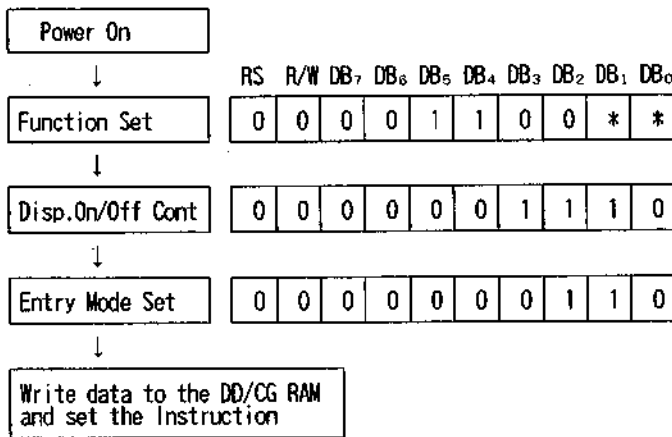 Power On
↓
RS R/W DB₇ DB₆ DB₅ DB₄ DB₃ DB₂ DB₁ DB₀
Function Set 0 0 0 0 1 1 0 0 * *
↓
Disp.On/Off Cont 0 0 0 0 0 0 1 1 1 0
↓
Entry Mode Set 0 0 0 0 0 0 0 1 1 0
↓
Write data to the DD/CG RAM
and set the Instruction